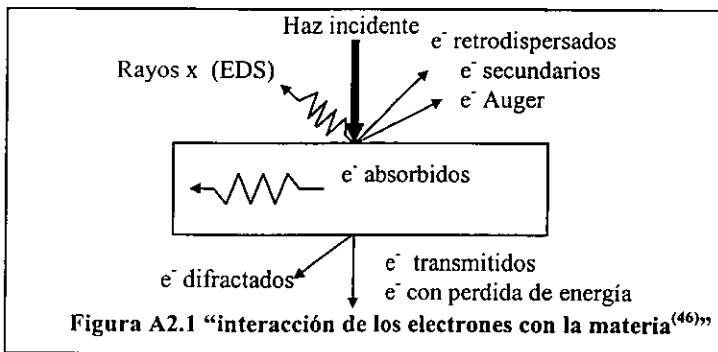 Haz incidente
e⁻ retrodispersados
Rayos x (EDS)
e⁻ secundarios
e⁻ Auger
e⁻ absorbidos
e⁻ difractados
e⁻ transmitidos
e⁻ con perdida de energía
Figura A2.1 “interacción de los electrones con la materia⁽⁴⁶⁾”